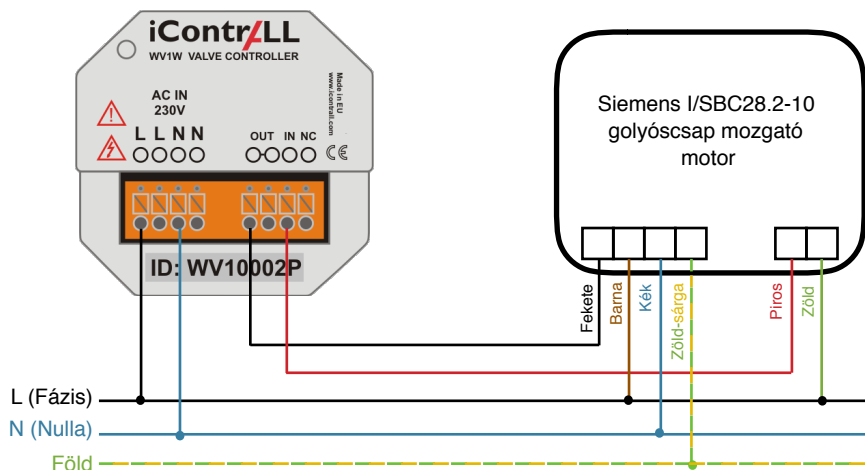 iContrALL
WV1W VALVE CONTROLLER
Made in EU
www.icontrall.com
AC IN
230V
L L N N
OUT IN NC
CE
ID: WV10002P
Siemens I/SBC28.2-10
golyóscsap mozgató
motor
Fekete
Barna
Kék
Zöld-sárga
Piros
Zöld
L (Fázis)
N (Nulla)
Föld